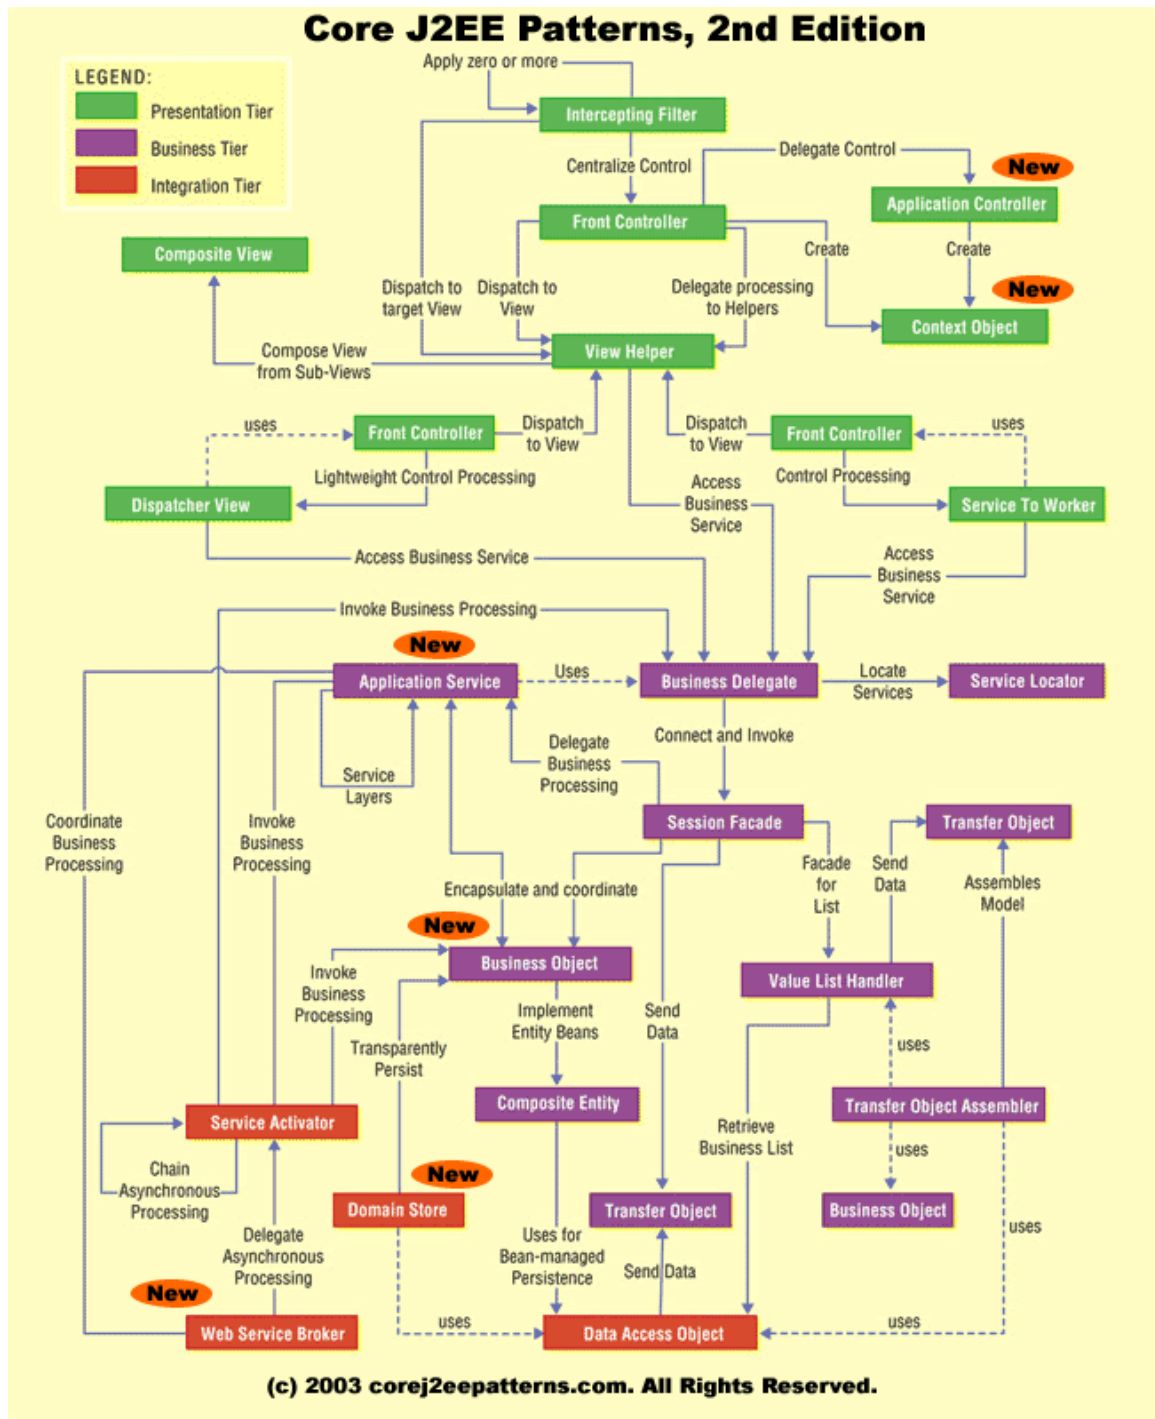 Core J2EE Patterns, 2nd Edition
Apply zero or more
LEGEND:
Presentation Tier
Business Tier
Integration Tier
Intercepting Filter
Centralize Control
Delegate Control
New
Application Controller
Front Controller
Composite View
Create
Create
New
Dispatch to
target View
Dispatch to
View
Delegate processing
to Helpers
Context Object
View Helper
Compose View
from Sub-Views
uses
Front Controller
Dispatch
to View
Dispatch
to View
Front Controller
uses
Lightweight Control Processing
Control Processing
Dispatcher View
Access
Business
Service
Service To Worker
Access Business Service
Access
Business
Service
Invoke Business Processing
New
Application Service
Uses
Business Delegate
Locate
Services
Service Locator
Connect and Invoke
Delegate
Business
Processing
Service
Layers
Coordinate
Business
Processing
Invoke
Business
Processing
Session Facade
Transfer Object
Facade
for
List
Send
Data
Assembles
Model
Encapsulate and coordinate
New
Business Object
Value List Handler
Invoke
Business
Processing
Implement
Entity Beans
Send
Data
uses
Transparently
Persist
Composite Entity
Transfer Object Assembler
Service Activator
Retrieve
Business List
uses
Chain
Asynchronous
Processing
New
Domain Store
Transfer Object
Business Object
Delegate
Asynchronous
Processing
Uses for
Bean-managed
Persistence
Send Data
uses
New
Web Service Broker
uses
Data Access Object
uses
(c) 2003 corej2eepatterns.com. All Rights Reserved.